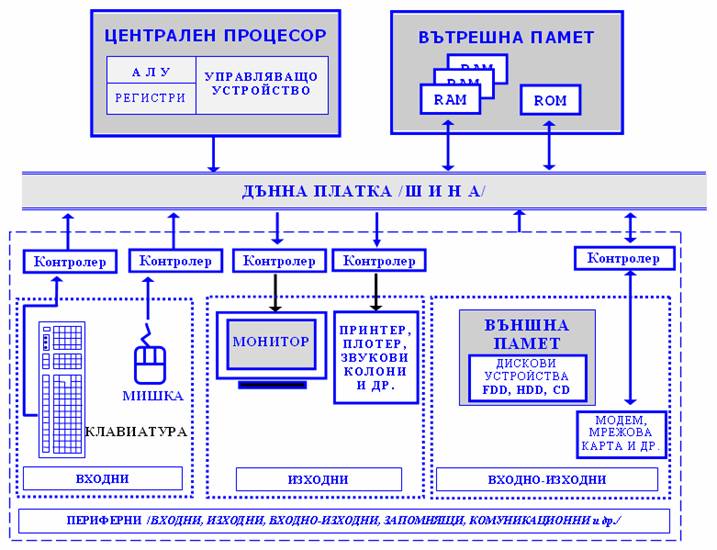 ЦЕНТРАЛЕН ПРОЦЕСОР
АЛУ
РЕГИСТРИ
УПРАВЛЯВАЩО
УСТРОЙСТВО
ВЪТРЕШНА ПАМЕТ
RAM
RAM
RAM
ROM
ДЪННА ПЛАТКА /ШИНА/
Контролер
Контролер
Контролер
Контролер
Контролер
КЛАВИАТУРА
МИШКА
ВХОДНИ
МОНИТОР
ПРИНТЕР,
ПЛОТЕР,
ЗВУКОВИ
КОЛОНИ
И ДР.
ИЗХОДНИ
ВЪНШНА
ПАМЕТ
ДИСКОВИ
УСТРОЙСТВА
FDD, HDD, CD
МОДЕМ,
МРЕЖОВА
КАРТА И ДР.
ВХОДНО-ИЗХОДНИ
ПЕРИФЕРНИ /ВХОДНИ, ИЗХОДНИ, ВХОДНО-ИЗХОДНИ, ЗАПОМНЯЩИ, КОМУНИКАЦИОННИ и др./